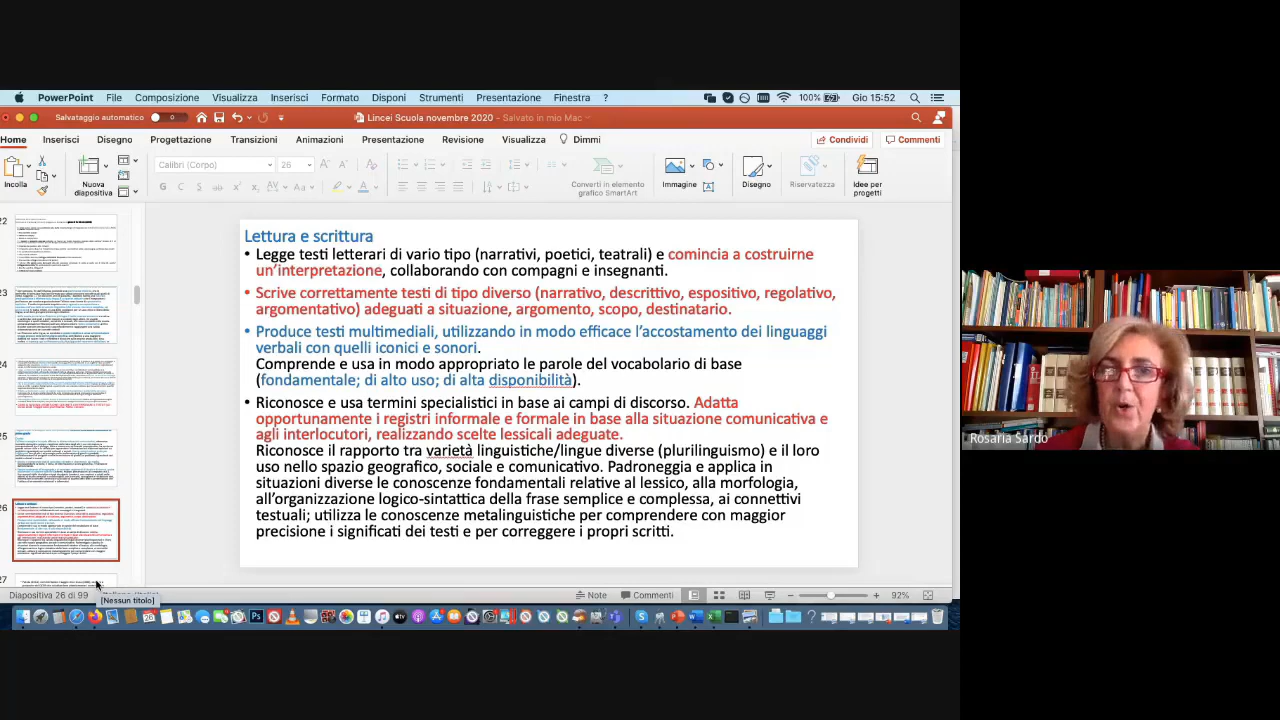 PowerPoint File Composizione Visualizza Inserisci Formato Disponi Strumenti Presentazione Finestra ? 100% Gio 15:52
Salvataggio automatico 0 Lincei Scuola novembre 2020 - Salvato in mio Mac
Home Inserisci Disegno Progettazione Transizioni Animazioni Presentazione Revisione Visualizza Dimmi Condividi Commenti
Calibri (Corpo) 26
Incolla Nuova diapositiva Converti in elemento grafico SmartArt Immagine Disegno Riservatezza Idee per progetti
22
23
24
25
26
27
Lettura e scrittura
• Legge testi letterari di vario tipo (narrativi, poetici, teatrali) e comincia a costruirne
un'interpretazione, collaborando con compagni e insegnanti.
• Scrive correttamente testi di tipo diverso (narrativo, descrittivo, espositivo, regolativo,
argomentativo) adeguati a situazione, argomento, scopo, destinatario.
• Produce testi multimediali, utilizzando in modo efficace l'accostamento dei linguaggi
verbali con quelli iconici e sonori.
Comprende e usa in modo appropriato le parole del vocabolario di base
(fondamentale; di alto uso; di alta disponibilità).
• Riconosce e usa termini specialistici in base ai campi di discorso. Adatta
opportunamente i registri informale e formale in base alla situazione comunicativa e
agli interlocutori, realizzando scelte lessicali adeguate.
Riconosce il rapporto tra varietà linguistiche/lingue diverse (plurilinguismo) e il loro
uso nello spazio geografico, sociale e comunicativo. Padroneggia e applica in
situazioni diverse le conoscenze fondamentali relative al lessico, alla morfologia,
all'organizzazione logico-sintattica della frase semplice e complessa, ai connettivi
testuali; utilizza le conoscenze metalinguistiche per comprendere con maggior
precisione i significati dei testi e per correggere i propri scritti.
Rosaria Sardo
Diapositiva 26 di 99 Note Commenti 92%
[Nessun titolo]